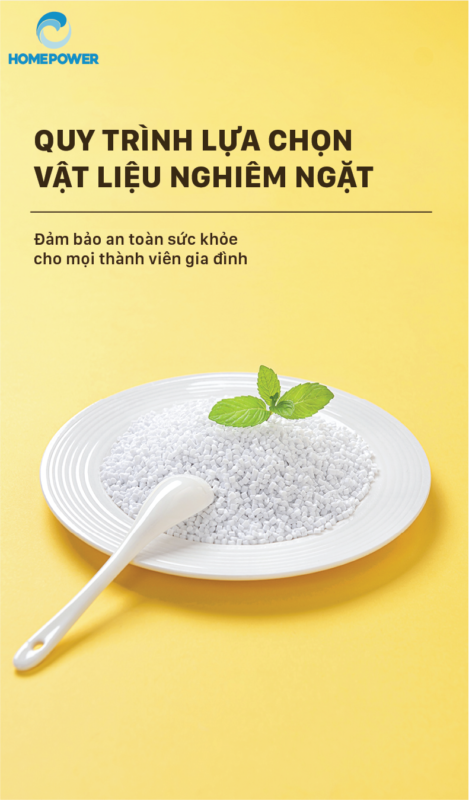 HOMEPOWER
QUY TRÌNH LỰA CHỌN
VẬT LIỆU NGHIÊM NGẶT
Đảm bảo an toàn sức khỏe
cho mọi thành viên gia đình